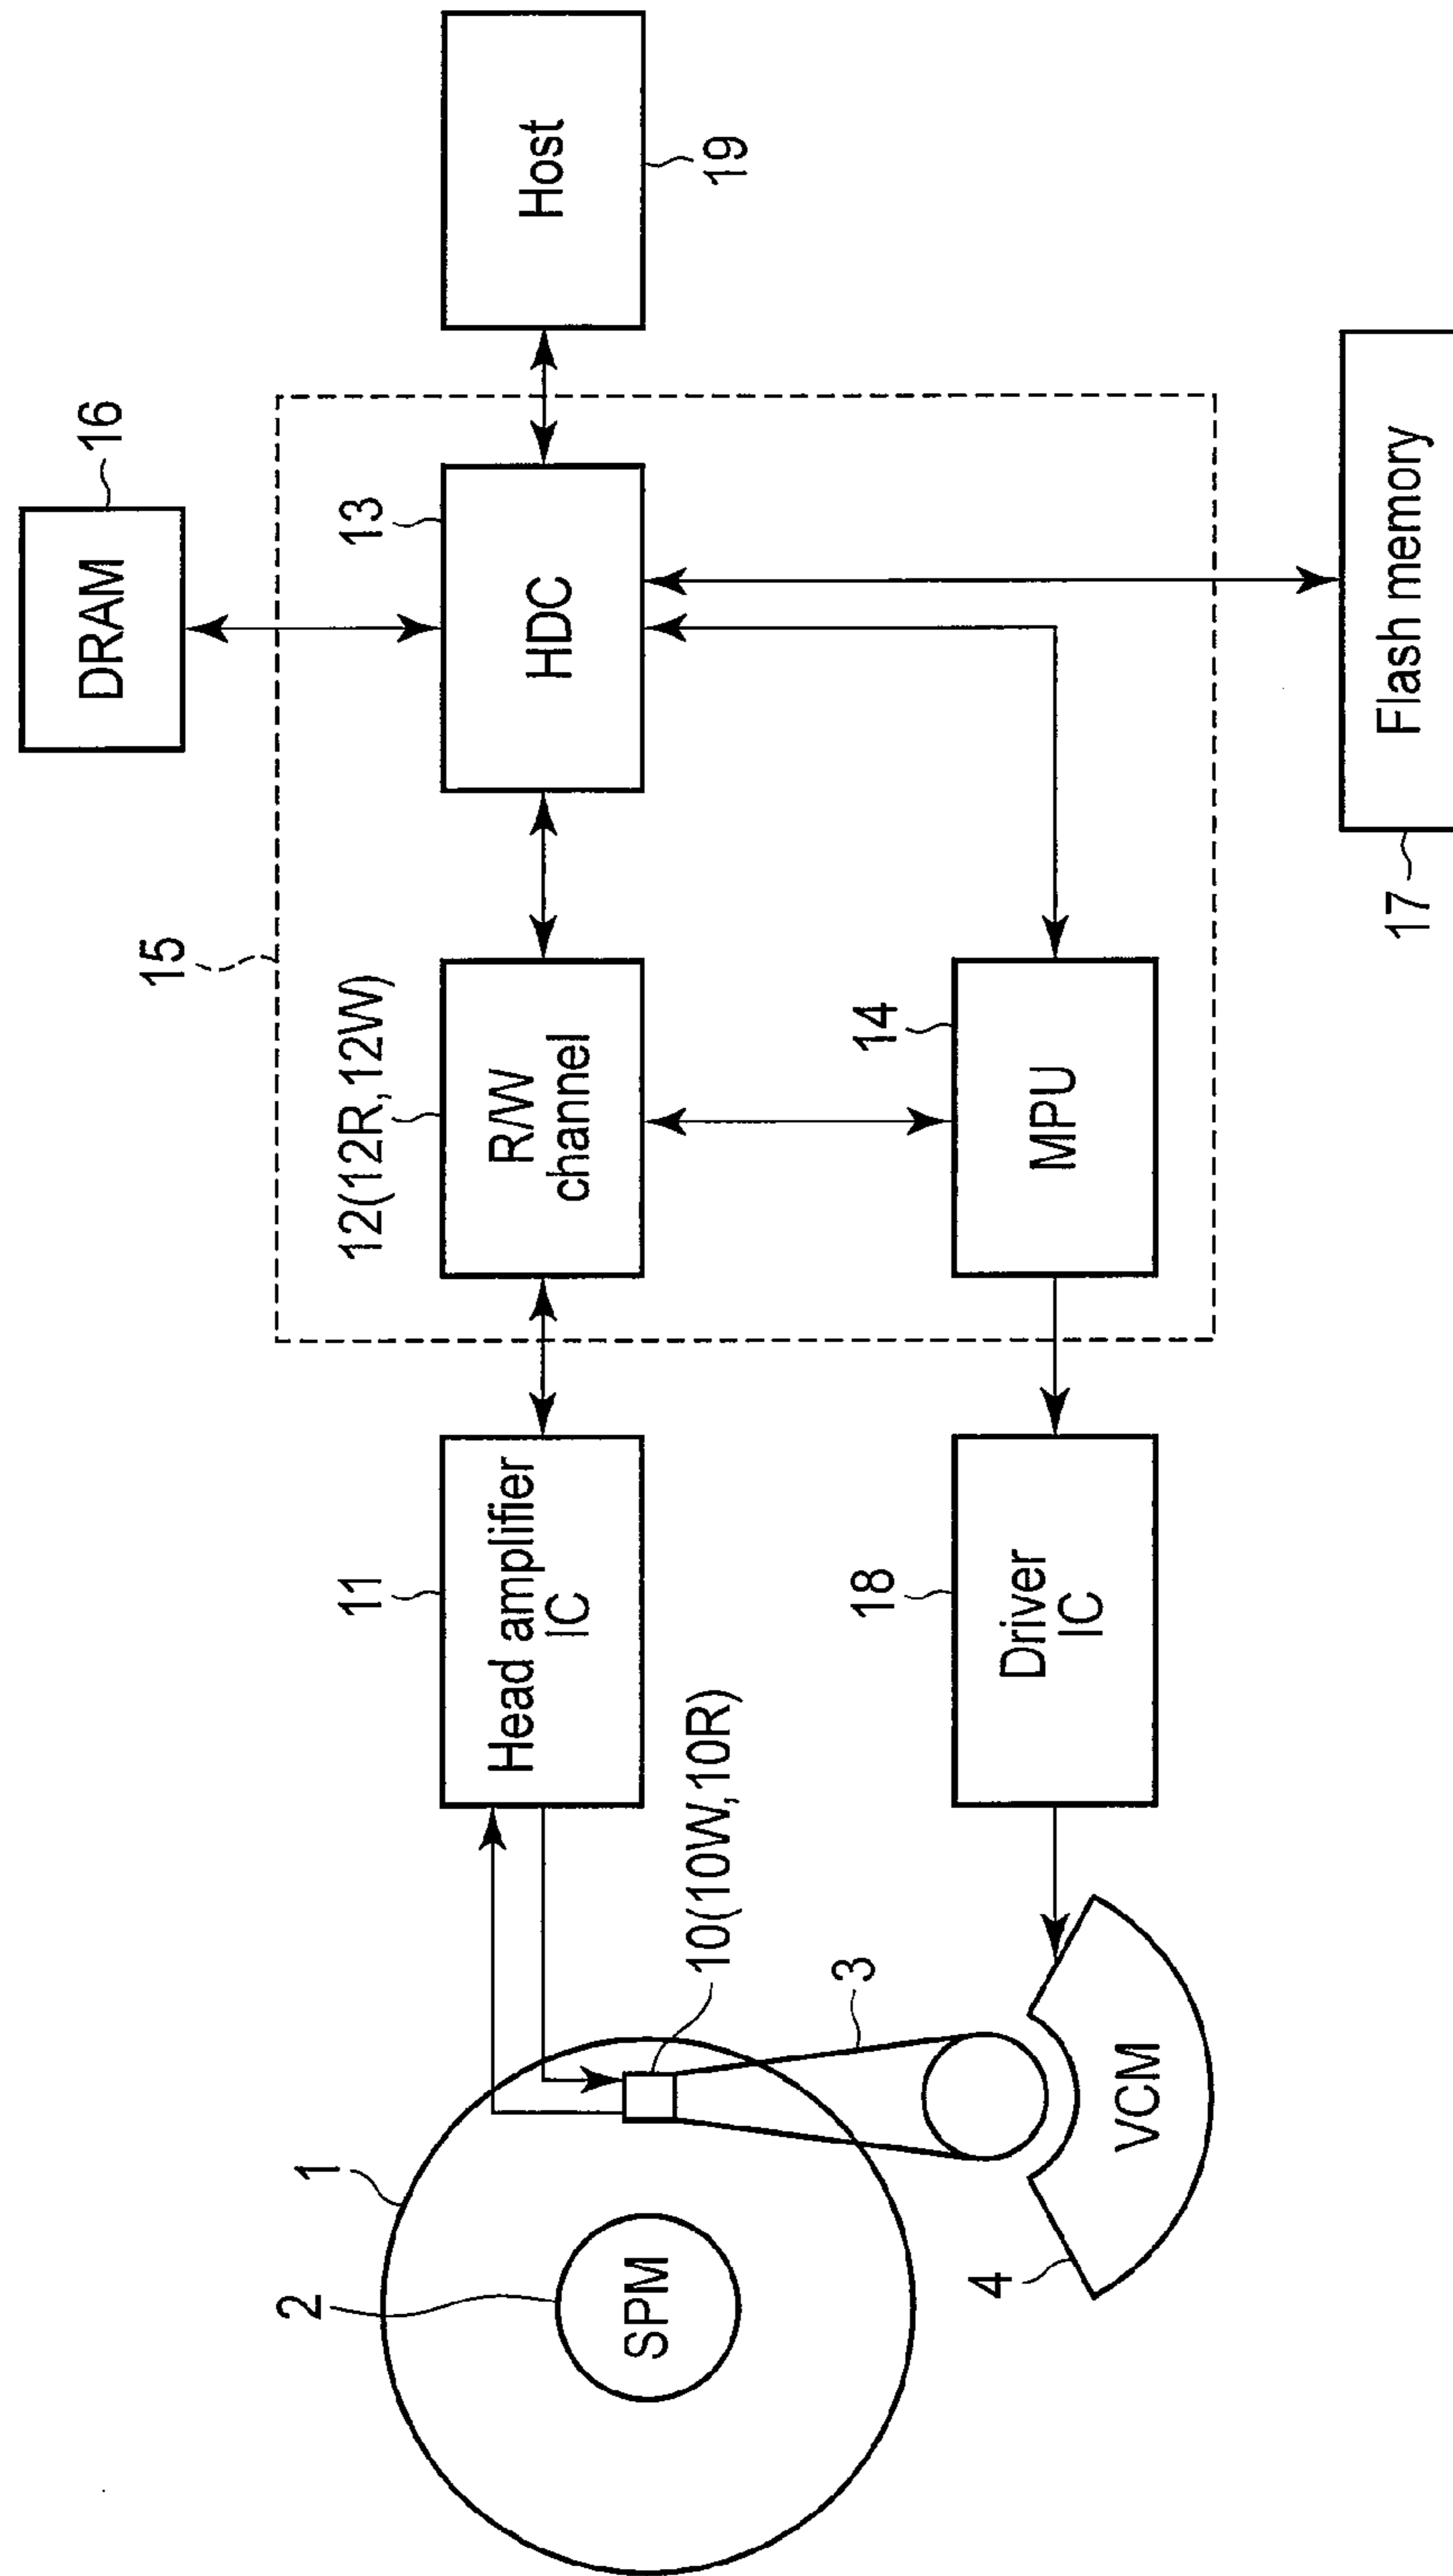 1
2
SPM
10(10W,10R)
3
4
VCM
11
Head amplifier
IC
18
Driver
IC
15
12(12R,12W)
R/W
channel
14
MPU
13
HDC
16
DRAM
17
Flash memory
Host
19